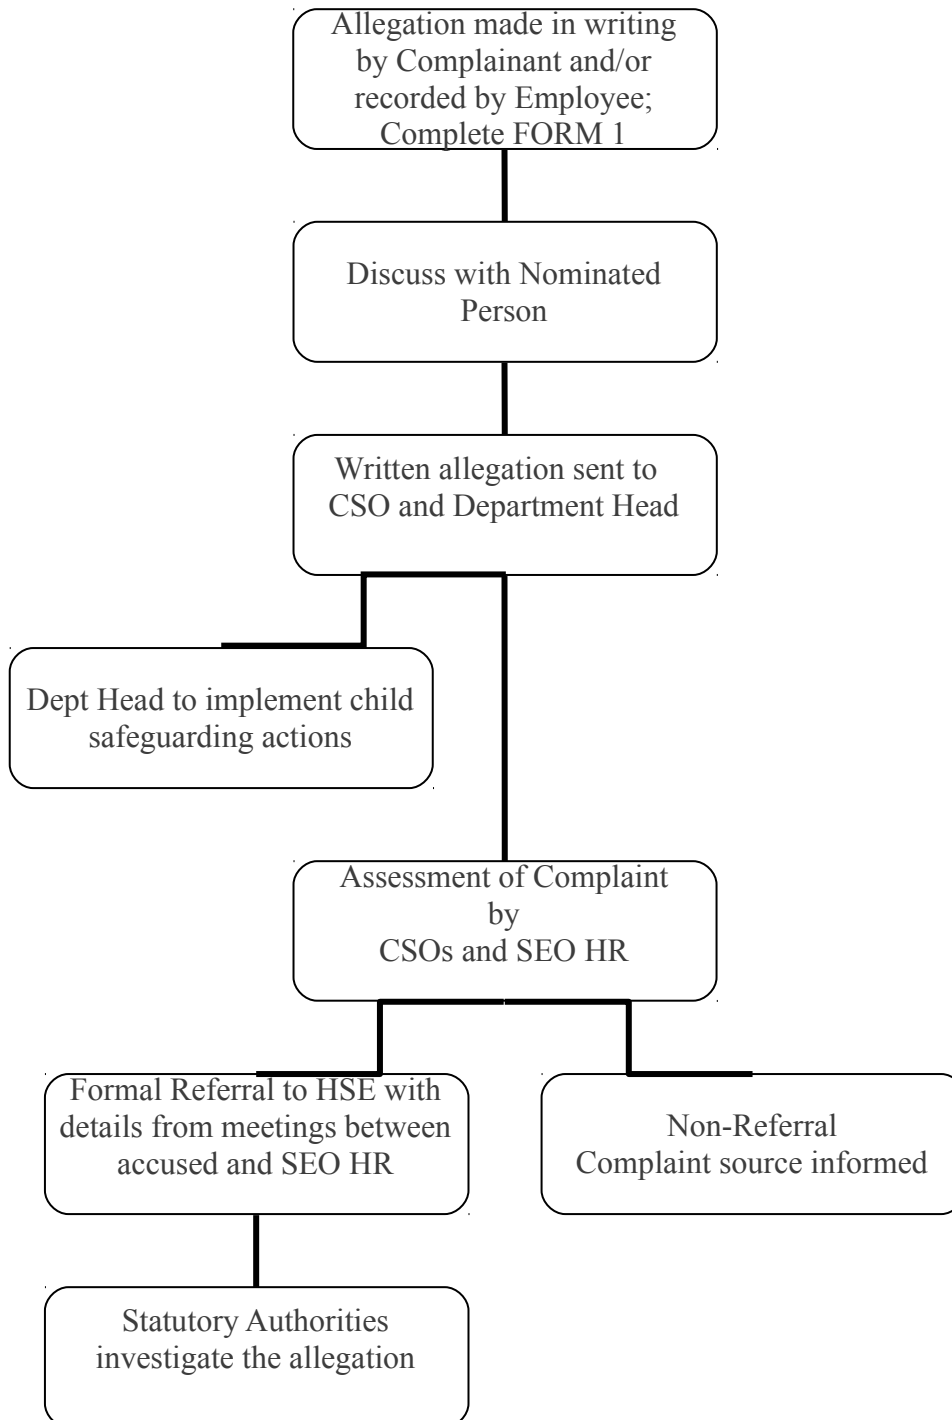 Allegation made in writing
by Complainant and/or
recorded by Employee;
Complete FORM 1
Discuss with Nominated
Person
Written allegation sent to
CSO and Department Head
Dept Head to implement child
safeguarding actions
Assessment of Complaint
by
CSOs and SEO HR
Formal Referral to HSE with
details from meetings between
accused and SEO HR
Non-Referral
Complaint source informed
Statutory Authorities
investigate the allegation